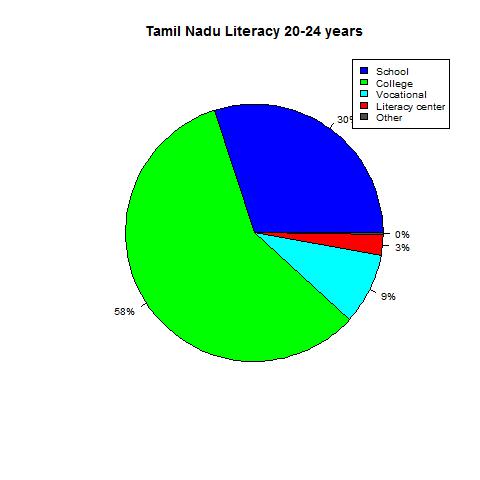 Tamil Nadu Literacy 20-24 years
School
College
Vocational
Literacy center
Other
30%
0%
3%
9%
58%